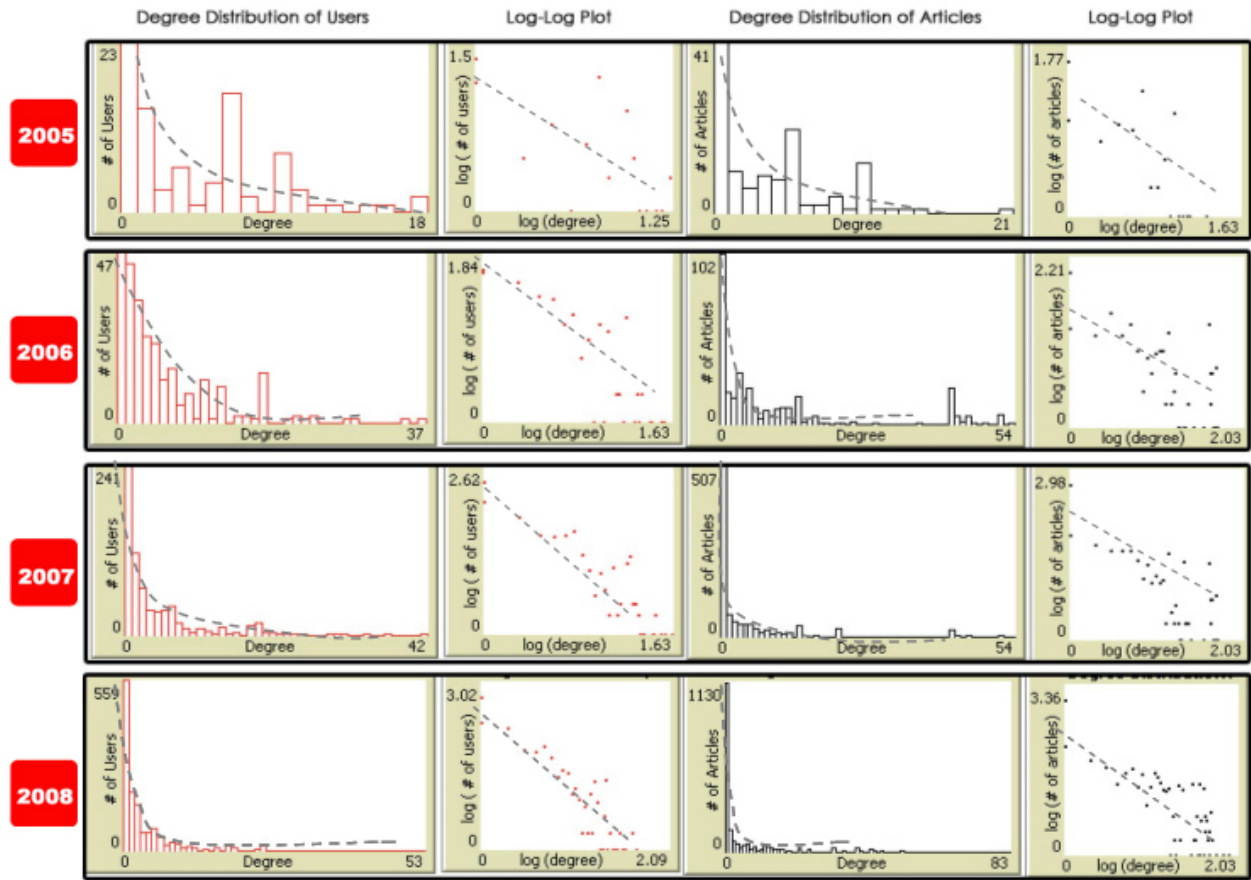 Degree Distribution of Users Log-Log Plot Degree Distribution of Articles Log-Log Plot
2005
23
# of Users
0
0 Degree 18
1.5
log ( # of users)
0
0 log (degree) 1.25
41
# of Articles
0
0 Degree 21
1.77
log (# of articles)
0
0 log (degree) 1.63
2006
47
# of Users
0
0 Degree 37
1.84
log ( # of users)
0
0 log (degree) 1.63
102
# of Articles
0
0 Degree 54
2.21
log (# of articles)
0
0 log (degree) 2.03
2007
241
# of Users
0
0 Degree 42
2.62
log ( # of users)
0
0 log (degree) 1.63
507
# of Articles
0
0 Degree 54
2.98
log (# of articles)
0
0 log (degree) 2.03
2008
559
# of Users
0
0 Degree 53
3.02
log ( # of users)
0
0 log (degree) 2.09
1130
# of Articles
0
0 Degree 83
3.36
log (# of articles)
0
0 log (degree) 2.03